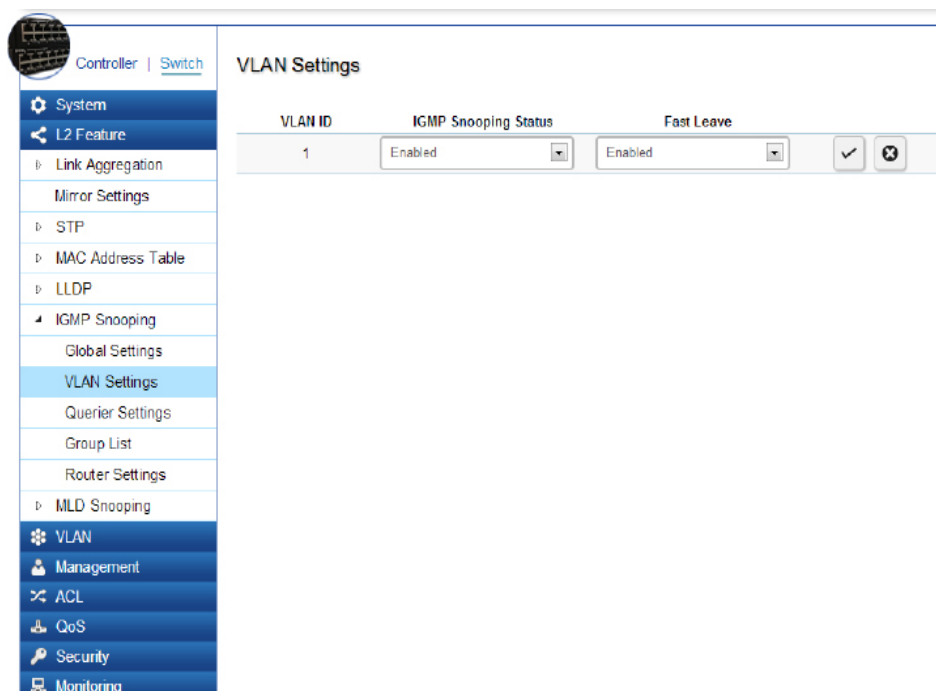 Controller | Switch
System
L2 Feature
Link Aggregation
Mirror Settings
STP
MAC Address Table
LLDP
IGMP Snooping
Global Settings
VLAN Settings
Querier Settings
Group List
Router Settings
MLD Snooping
VLAN
Management
ACL
QoS
Security
Monitoring
VLAN Settings
VLAN ID IGMP Snooping Status Fast Leave
1 Enabled Enabled